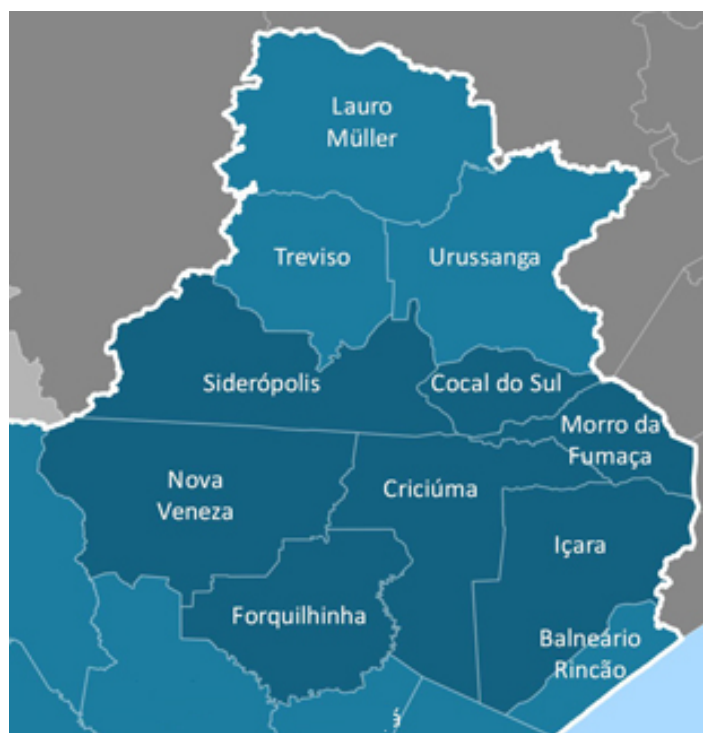 Lauro
Müller
Treviso
Urussanga
Siderópolis
Cocal do Sul
Morro da
Fumaça
Nova
Veneza
Criciúma
Içara
Forquilhinha
Balneário
Rincão
á